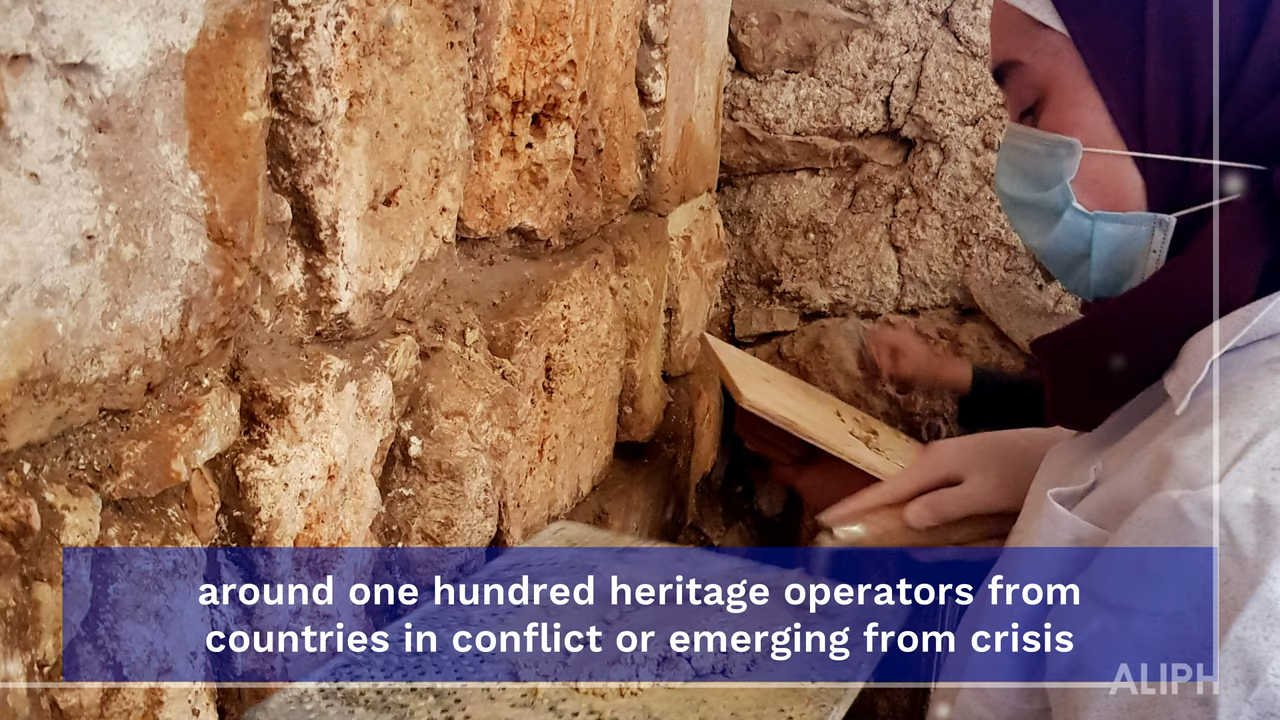 around one hundred heritage operators from
countries in conflict or emerging from crisis
ALIPH